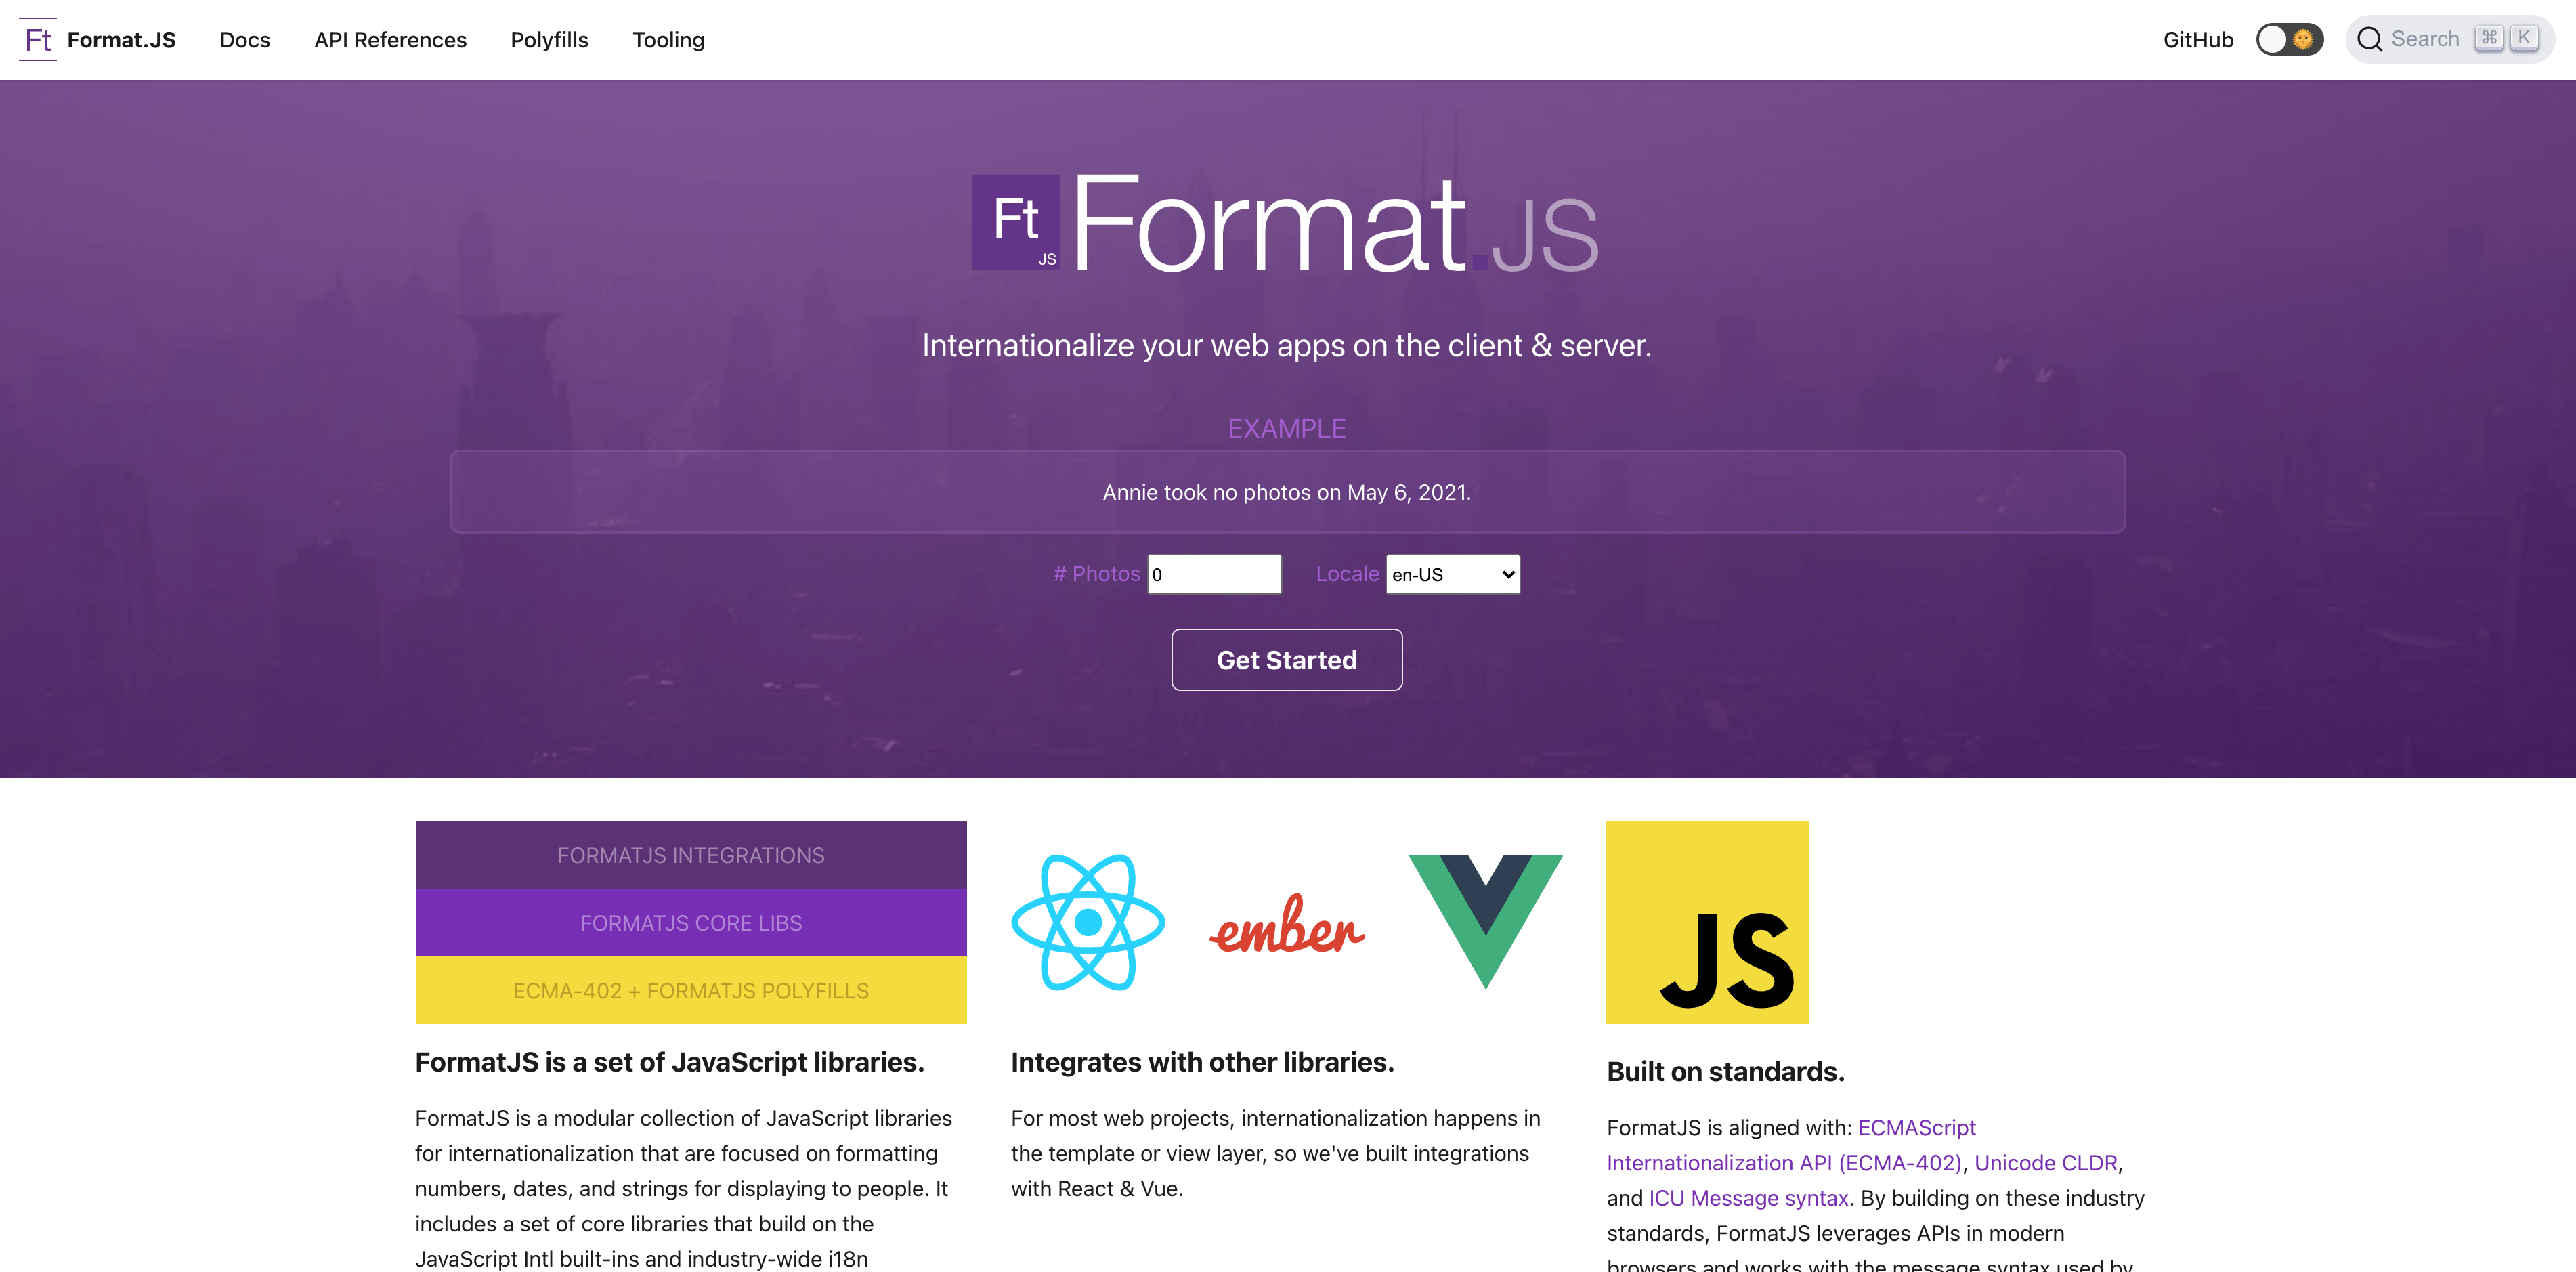 Ft Format.JS Docs API References Polyfills Tooling GitHub Search ⌘ K
Ft JS Format.JS
Internationalize your web apps on the client & server.
EXAMPLE
Annie took no photos on May 6, 2021.
# Photos 0 Locale en-US
Get Started
FORMATJS INTEGRATIONS
FORMATJS CORE LIBS
ECMA-402 + FORMATJS POLYFILLS
FormatJS is a set of JavaScript libraries.
FormatJS is a modular collection of JavaScript libraries
for internationalization that are focused on formatting
numbers, dates, and strings for displaying to people. It
includes a set of core libraries that build on the
JavaScript Intl built-ins and industry-wide i18n
ember
Integrates with other libraries.
For most web projects, internationalization happens in
the template or view layer, so we've built integrations
with React & Vue.
JS
Built on standards.
FormatJS is aligned with: ECMAScript
Internationalization API (ECMA-402), Unicode CLDR,
and ICU Message syntax. By building on these industry
standards, FormatJS leverages APIs in modern
browsers and works with the message syntax used by